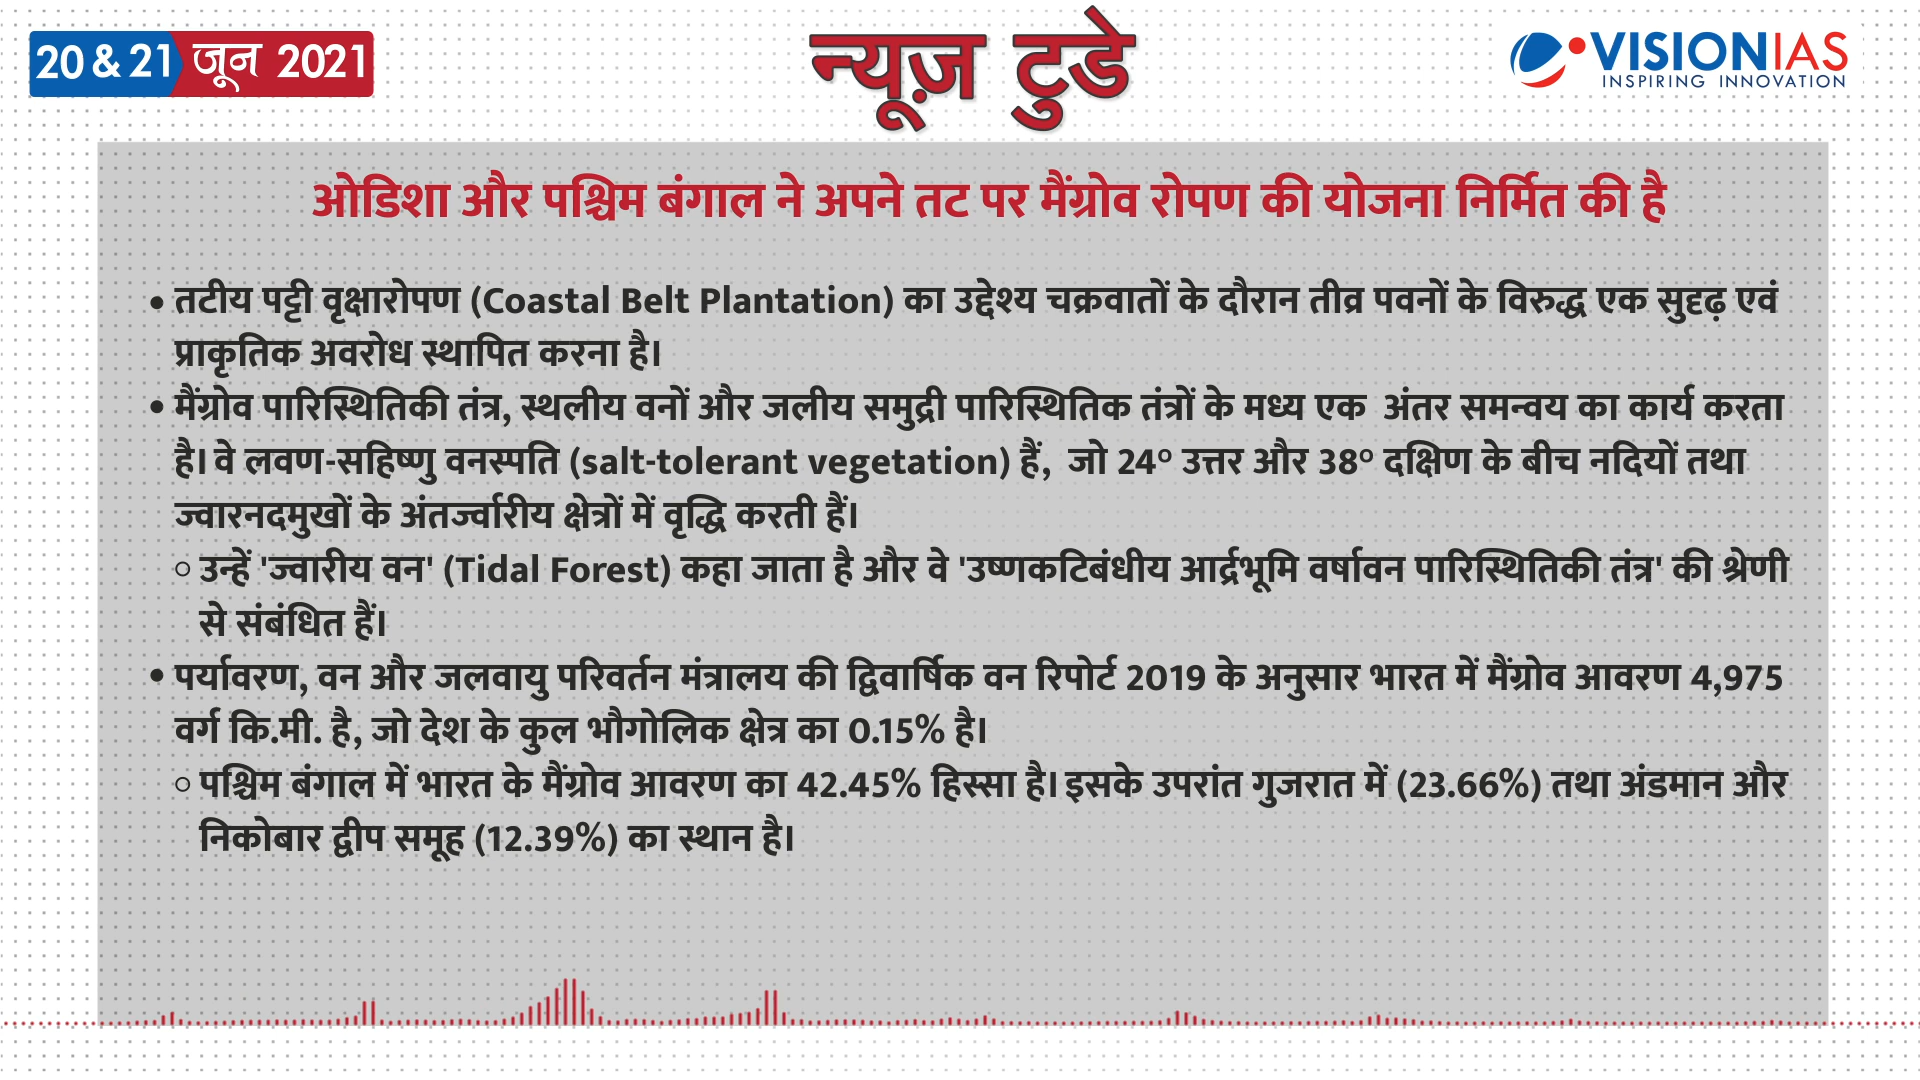 20 & 21 जून 2021
न्यूज़ टुडे
VISIONIAS
INSPIRING INNOVATION
ओडिशा और पश्चिम बंगाल ने अपने तट पर मैंग्रोव रोपण की योजना निर्मित की है
• तटीय पट्टी वृक्षारोपण (Coastal Belt Plantation) का उद्देश्य चक्रवातों के दौरान तीव्र पवनों के विरुद्ध एक सुदृढ़ एवं
प्राकृतिक अवरोध स्थापित करना है।
• मैंग्रोव पारिस्थितिकी तंत्र, स्थलीय वनों और जलीय समुद्री पारिस्थितिक तंत्रों के मध्य एक अंतर समन्वय का कार्य करता
है। वे लवण-सहिष्णु वनस्पति (salt-tolerant vegetation) हैं, जो 24° उत्तर और 38° दक्षिण के बीच नदियों तथा
ज्वारनदमुखों के अंतर्ज्वारीय क्षेत्रों में वृद्धि करती हैं।
○ उन्हें 'ज्वारीय वन' (Tidal Forest) कहा जाता है और वे 'उष्णकटिबंधीय आर्द्रभूमि वर्षावन पारिस्थितिकी तंत्र' की श्रेणी
से संबंधित हैं।
• पर्यावरण, वन और जलवायु परिवर्तन मंत्रालय की द्विवार्षिक वन रिपोर्ट 2019 के अनुसार भारत में मैंग्रोव आवरण 4,975
वर्ग कि.मी. है, जो देश के कुल भौगोलिक क्षेत्र का 0.15% है।
○ पश्चिम बंगाल में भारत के मैंग्रोव आवरण का 42.45% हिस्सा है। इसके उपरांत गुजरात में (23.66%) तथा अंडमान और
निकोबार द्वीप समूह (12.39%) का स्थान है।